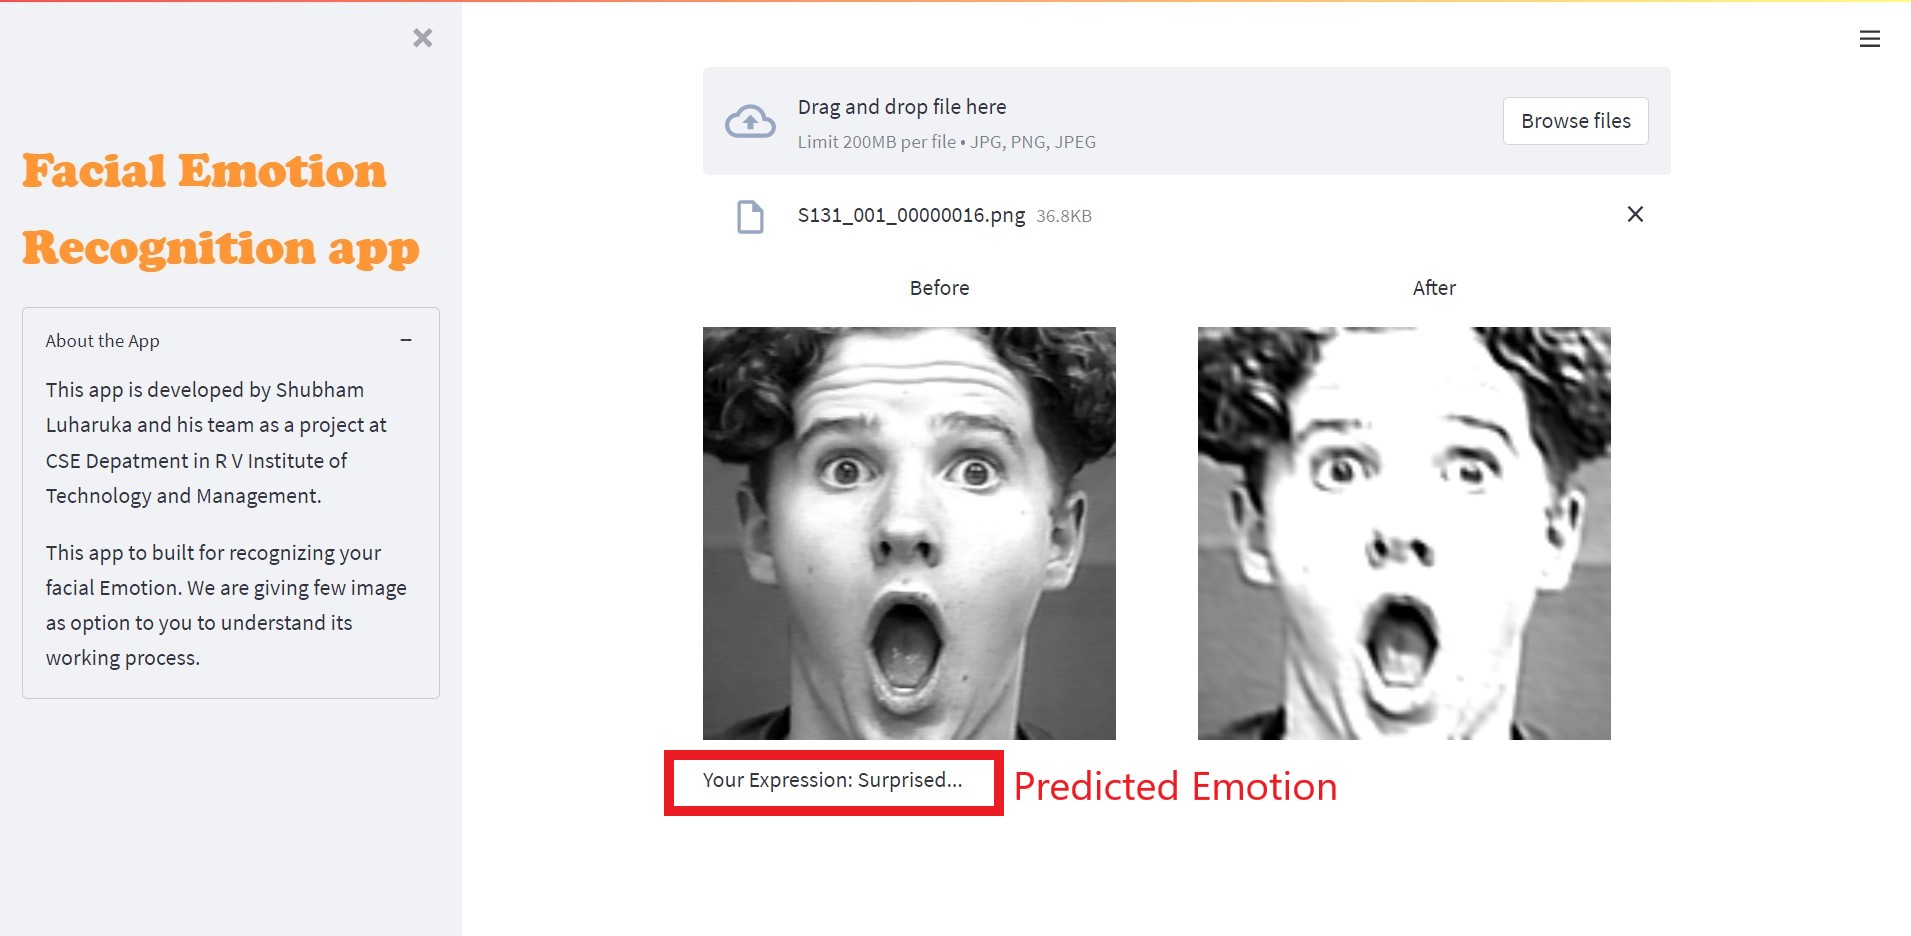 Facial Emotion
Recognition app
About the App
This app is developed by Shubham
Luharuka and his team as a project at
CSE Depatment in R V Institute of
Technology and Management.
This app to built for recognizing your
facial Emotion. We are giving few image
as option to you to understand its
working process.
Drag and drop file here
Limit 200MB per file • JPG, PNG, JPEG
Browse files
S131_001_00000016.png 36.8KB
Before
After
Your Expression: Surprised...
Predicted Emotion